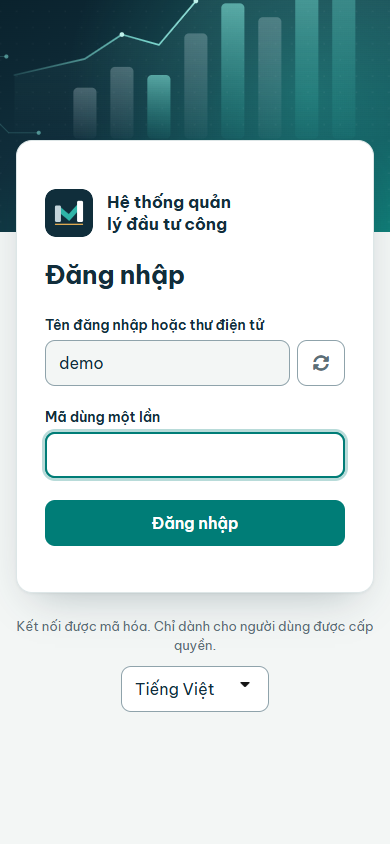 Hệ thống quản
lý đầu tư công
Đăng nhập
Tên đăng nhập hoặc thư điện tử
demo
Mã dùng một lần
Đăng nhập
Kết nối được mã hóa. Chỉ dành cho người dùng được cấp
quyền.
Tiếng Việt